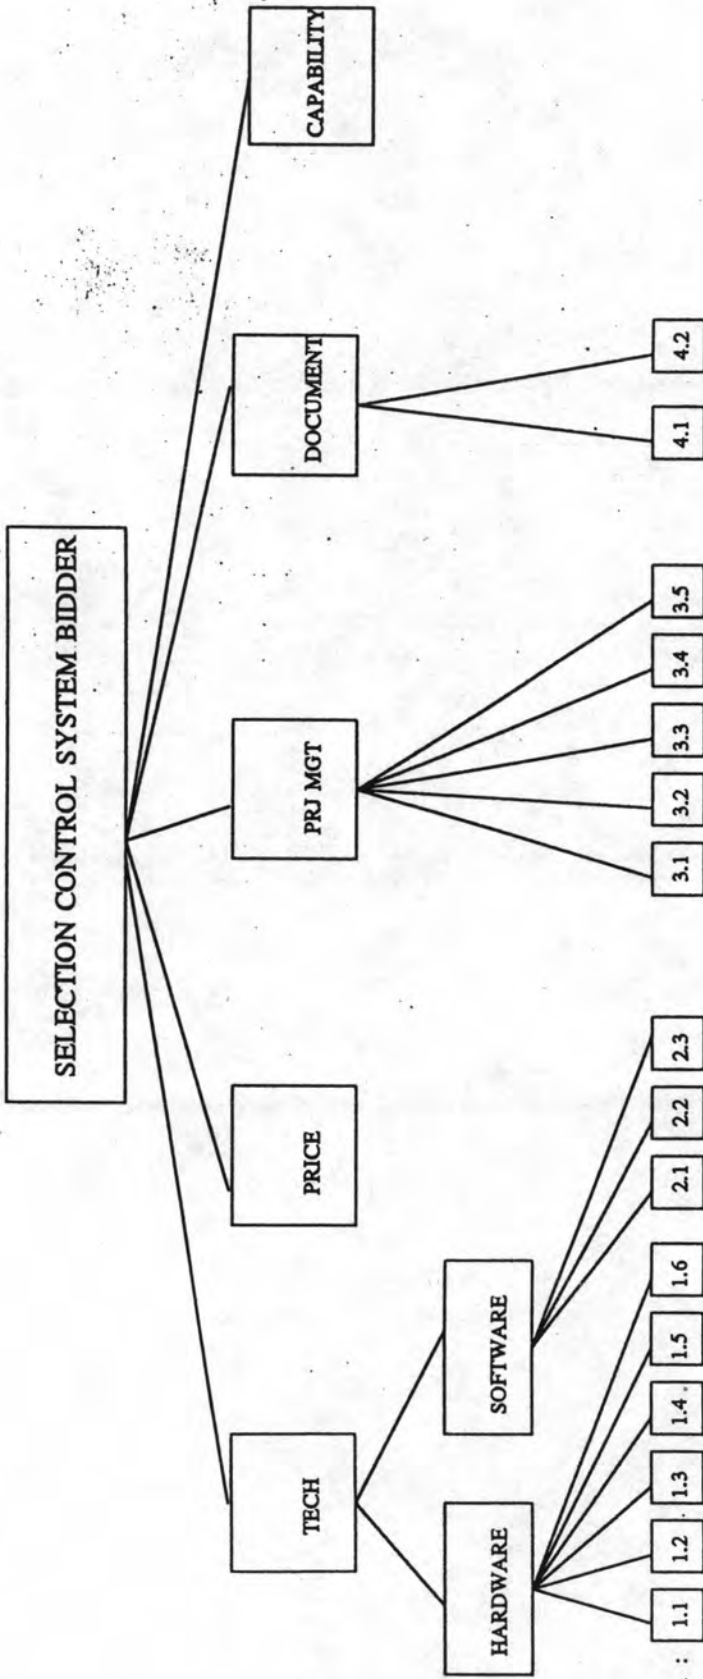 SELECTION CONTROL SYSTEM BIDDER
TECH
PRICE
PRJ MGT
DOCUMENT
CAPABILITY
HARDWARE
SOFTWARE
: 1.1 1.2 1.3 1.4 1.5 1.6 2.1 2.2 2.3 3.1 3.2 3.3 3.4 3.5 4.1 4.2